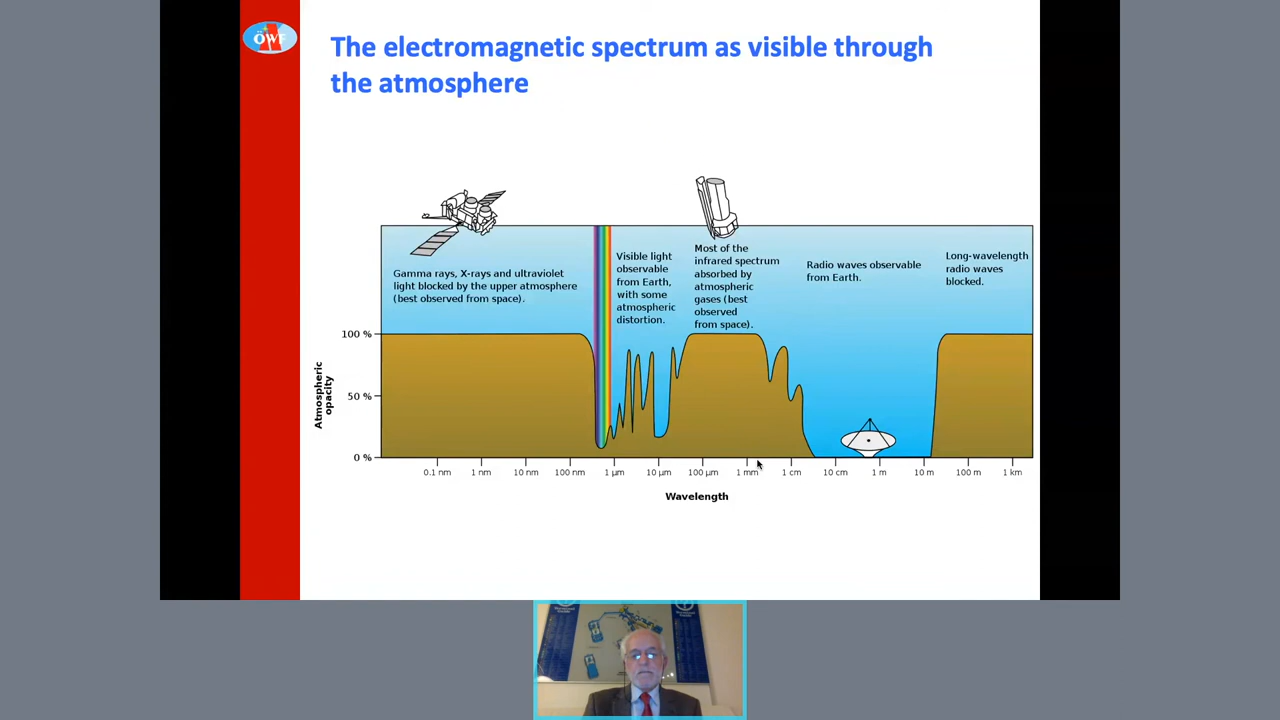 ÖWF
The electromagnetic spectrum as visible through
the atmosphere
Gamma rays, X-rays and ultraviolet
light blocked by the upper atmosphere
(best observed from space).
Visible light
observable
from Earth,
with some
atmospheric
distortion.
Most of the
infrared spectrum
absorbed by
atmospheric
gases (best
observed
from space).
Radio waves observable
from Earth.
Long-wavelength
radio waves
blocked.
Atmospheric
opacity
100 %
50 %
0 %
0.1 nm 1 nm 10 nm 100 nm 1 μm 10 μm 100 μm 1 mm 1 cm 10 cm 1 m 10 m 100 m 1 km
Wavelength